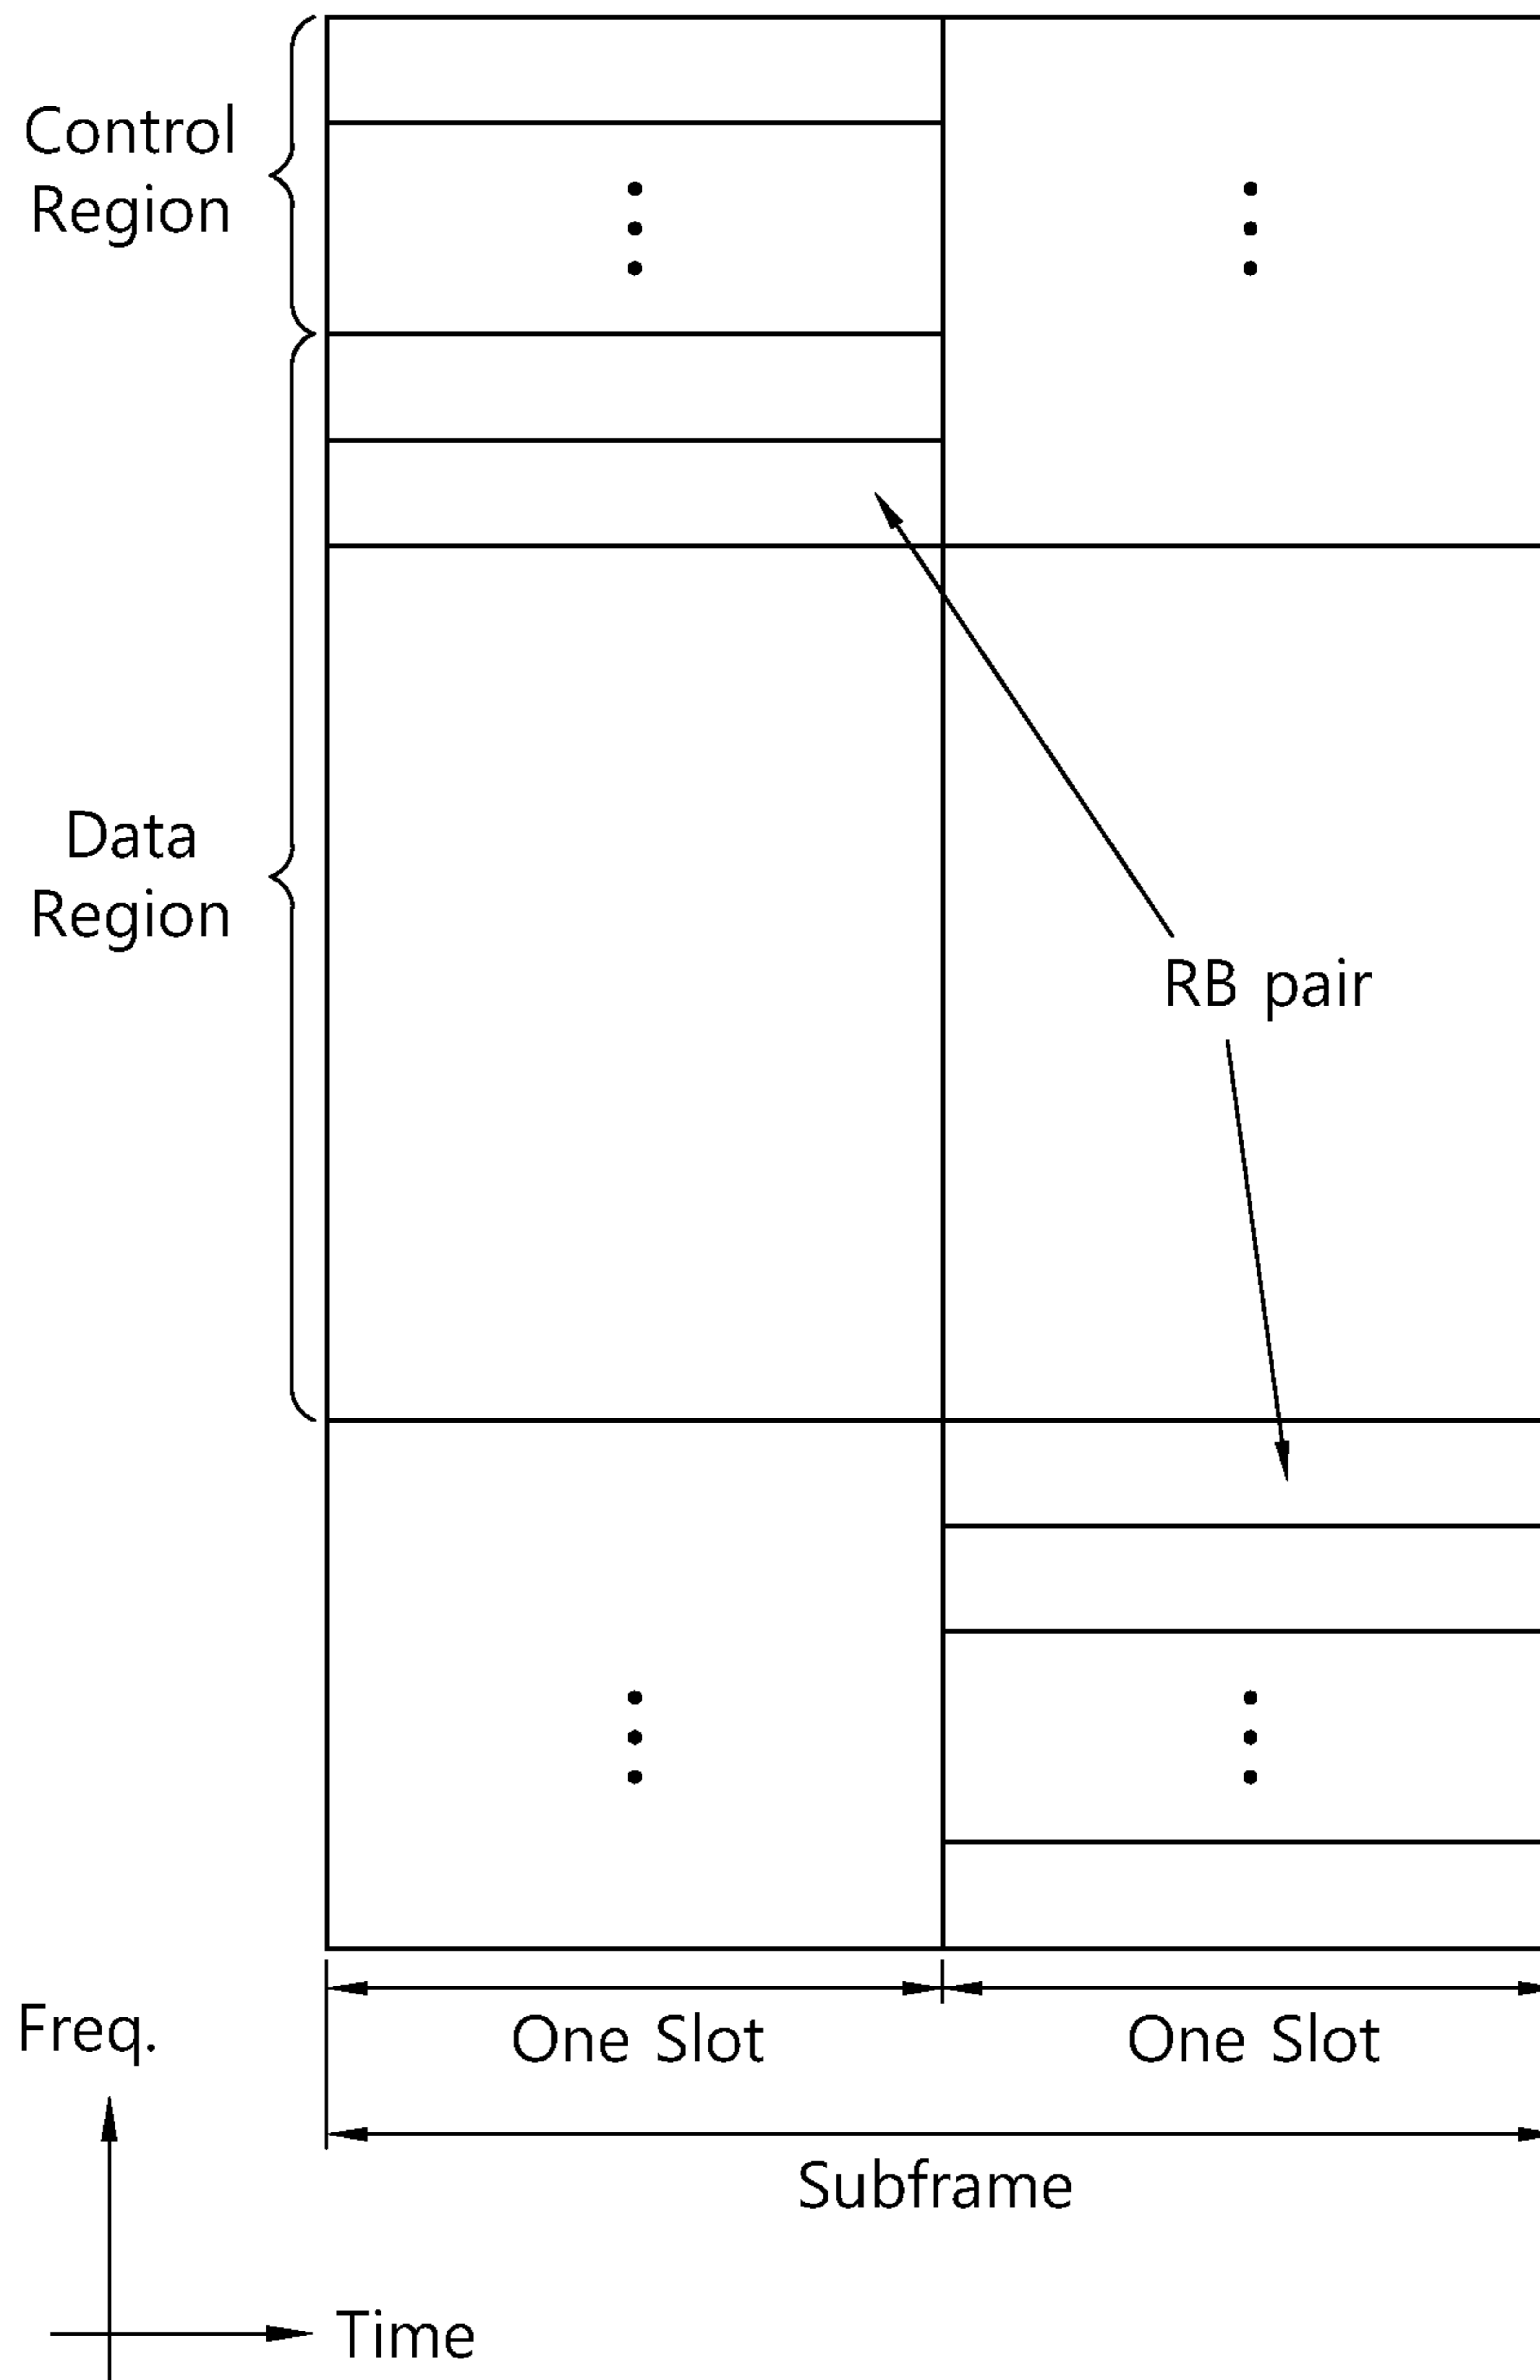 Control
Region
Data
Region
RB pair
One Slot
One Slot
Freq.
Subframe
Time